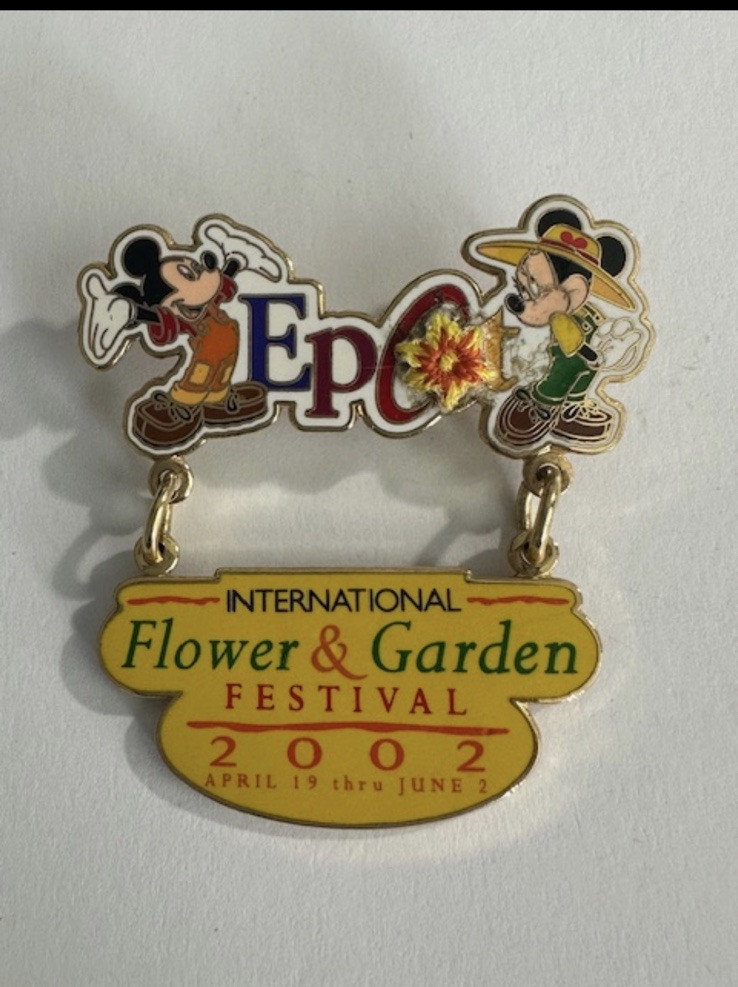 Epc
INTERNATIONAL
Flower & Garden
FESTIVAL
2002
APRIL 19 thru JUNE 2